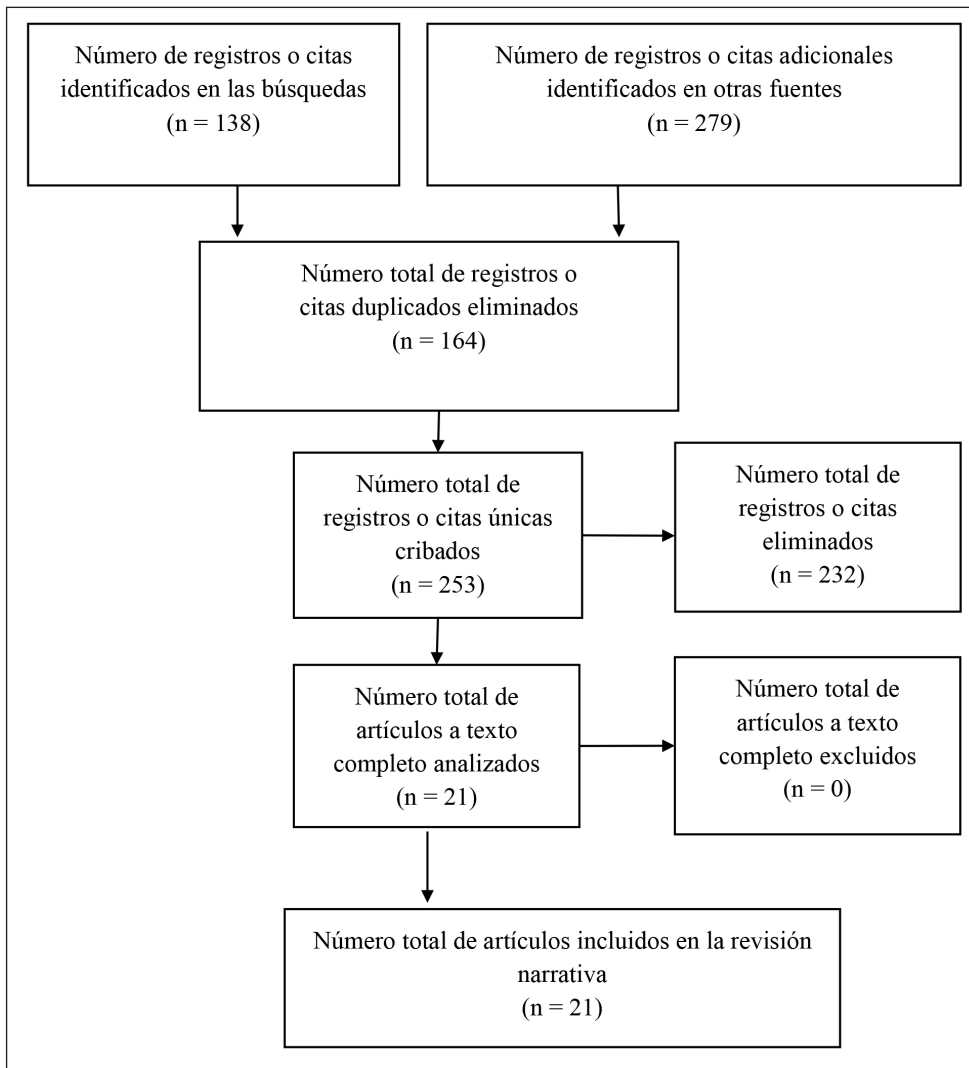 Número de registros o citas
identificados en las búsquedas
(n = 138)
Número de registros o citas adicionales
identificados en otras fuentes
(n = 279)
Número total de registros o
citas duplicados eliminados
(n = 164)
Número total de
registros o citas únicas
cribados
(n = 253)
Número total de
registros o citas
eliminados
(n = 232)
Número total de
artículos a texto
completo analizados
(n = 21)
Número total de
artículos a texto
completo excluidos
(n = 0)
Número total de artículos incluidos en la revisión
narrativa
(n = 21)